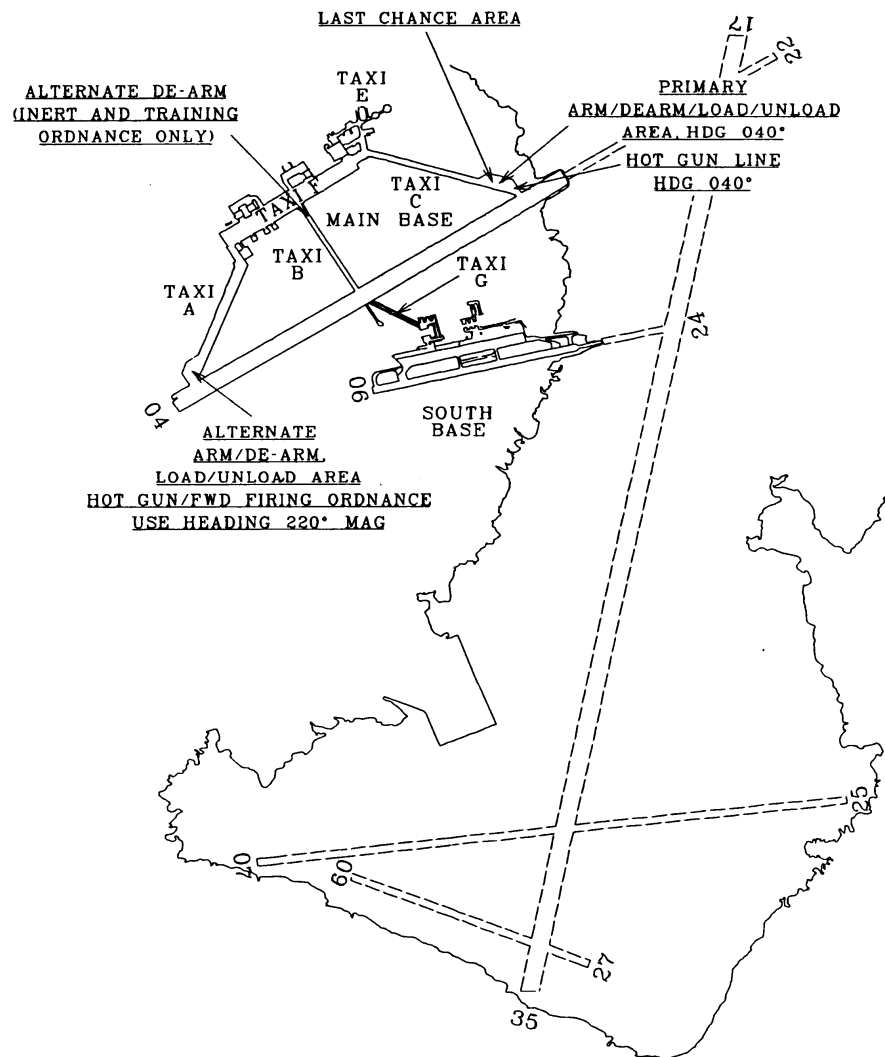 LAST CHANCE AREA
17
22
ALTERNATE DE-ARM
(INERT AND TRAINING
ORDNANCE ONLY)
TAXI
E
PRIMARY
ARM/DEARM/LOAD/UNLOAD
AREA, HDG 040°
HOT GUN LINE
HDG 040°
TAXI F
TAXI
C
MAIN BASE
TAXI
B
TAXI
G
TAXI
A
24
06
04
SOUTH
BASE
ALTERNATE
ARM/DE-ARM,
LOAD/UNLOAD AREA
HOT GUN/FWD FIRING ORDNANCE
USE HEADING 220° MAG
25
07
09
27
35